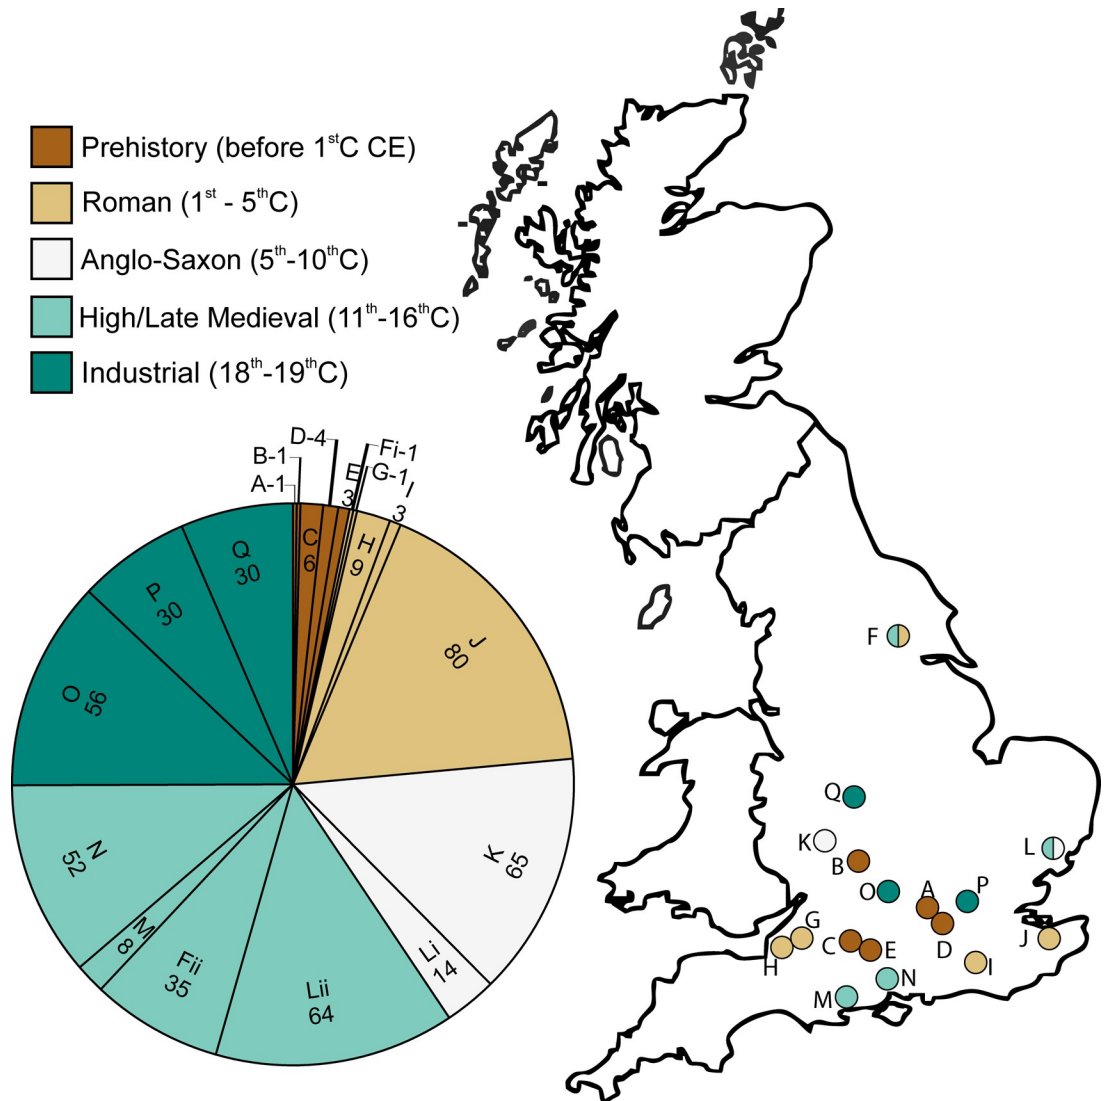 Prehistory (before 1stC CE)
Roman (1st - 5thC)
Anglo-Saxon (5th-10thC)
High/Late Medieval (11th-16thC)
Industrial (18th-19thC)
D-4
Fi-1
B-1
E
3
G-1
I
3
A-1
C
6
H
9
Q
30
P
30
J
80
O
56
K
65
N
52
M
8
Li
14
Fii
35
Lii
64
F
Q
K
L
B
O
A
P
G
C
E
D
J
H
I
M
N